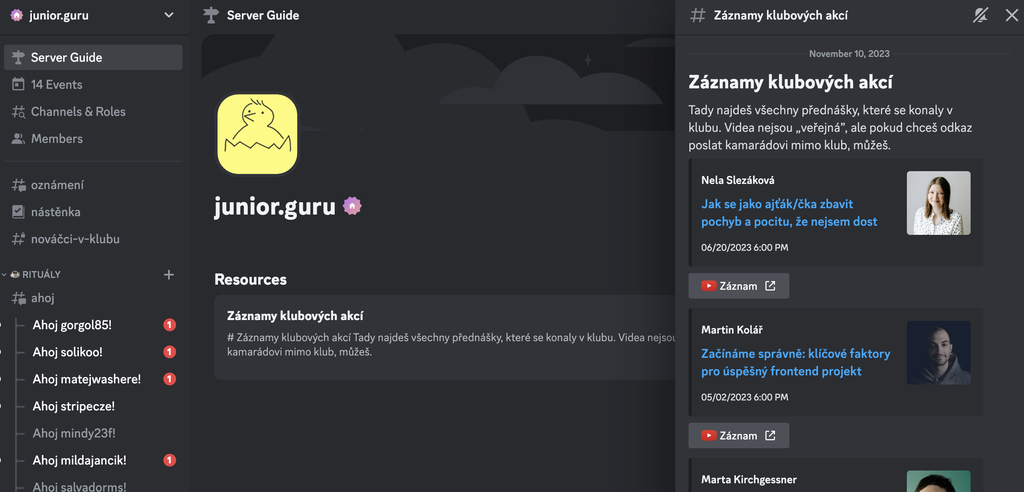 junior.guru
Server Guide
14 Events
Channels & Roles
Members
oznámení
nástěnka
nováčci-v-klubu
RITUÁLY
ahoj
Ahoj gorgol85!
1
Ahoj solikoo!
1
Ahoj matejwashere!
1
Ahoj stripecze!
Ahoj mindy23f!
Ahoj mildajancik!
1
Ahoj salvadorms!
Server Guide
junior.guru
Resources
Záznamy klubových akcí
# Záznamy klubových akcí Tady najdeš všechny přednášky, které se konaly v klubu. Videa nejsou
kamarádovi mimo klub, můžeš.
Záznamy klubových akcí
November 10, 2023
Záznamy klubových akcí
Tady najdeš všechny přednášky, které se konaly v
klubu. Videa nejsou „veřejná”, ale pokud chceš odkaz
poslat kamarádovi mimo klub, můžeš.
Nela Slezáková
Jak se jako ajťák/čka zbavit
pochyb a pocitu, že nejsem dost
06/20/2023 6:00 PM
Záznam
Martin Kolář
Začínáme správně: klíčové faktory
pro úspěšný frontend projekt
05/02/2023 6:00 PM
Záznam
Marta Kirchgessner